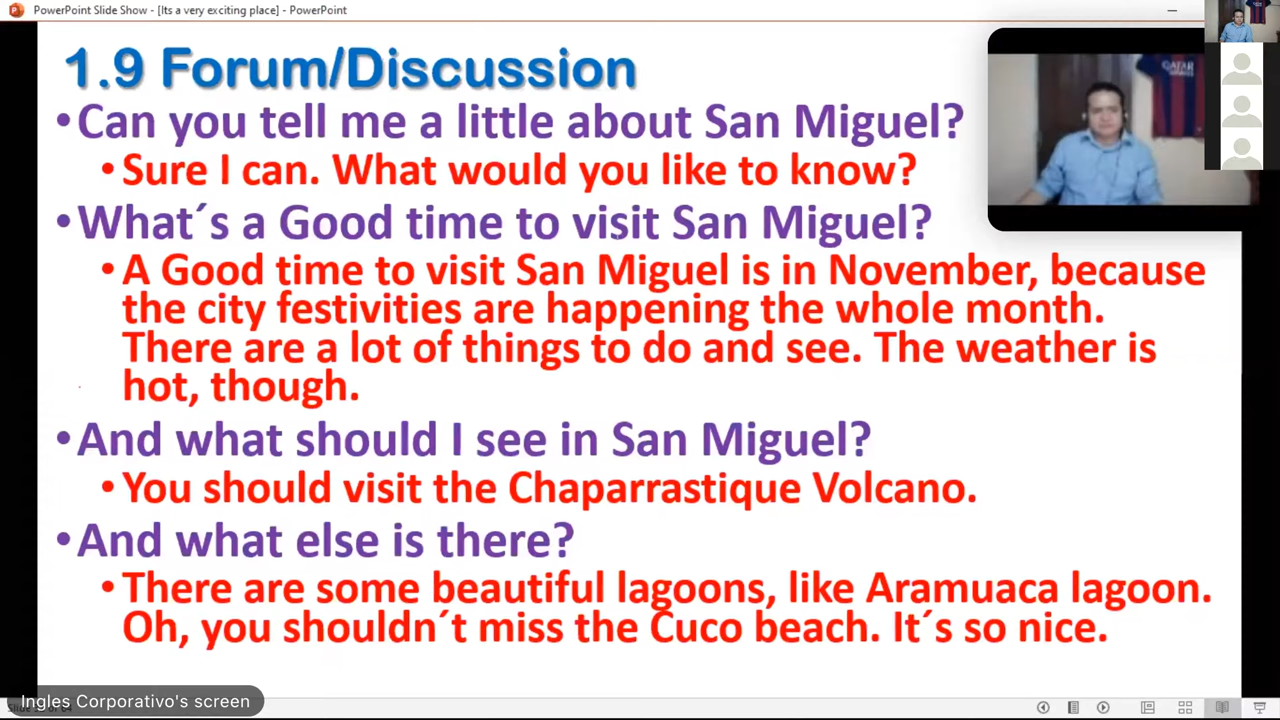 PowerPoint Slide Show - [Its a very exciting place] - PowerPoint
1.9 Forum/Discussion
•Can you tell me a little about San Miguel?
•Sure I can. What would you like to know?
•What´s a Good time to visit San Miguel?
•A Good time to visit San Miguel is in November, because
the city festivities are happening the whole month.
There are a lot of things to do and see. The weather is
hot, though.
•And what should I see in San Miguel?
•You should visit the Chaparrastique Volcano.
•And what else is there?
•There are some beautiful lagoons, like Aramuaca lagoon.
Oh, you shouldn´t miss the Cuco beach. It´s so nice.
QATAR
Ingles Corporativo's screen